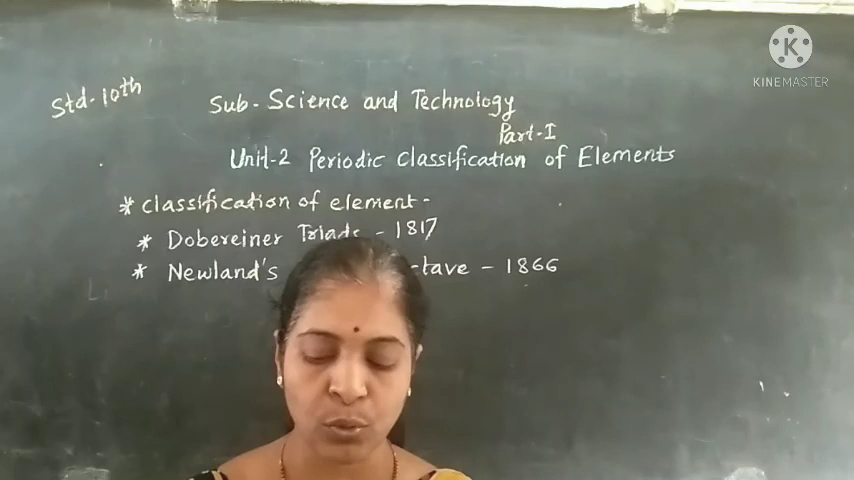 Std-10th
Sub- Science and Technology
Part-I
Unit-2 Periodic Classification of Elements
* Classification of element-
* Dobereiner Triads - 1817
* Newland's - 1866
KINEMASTER